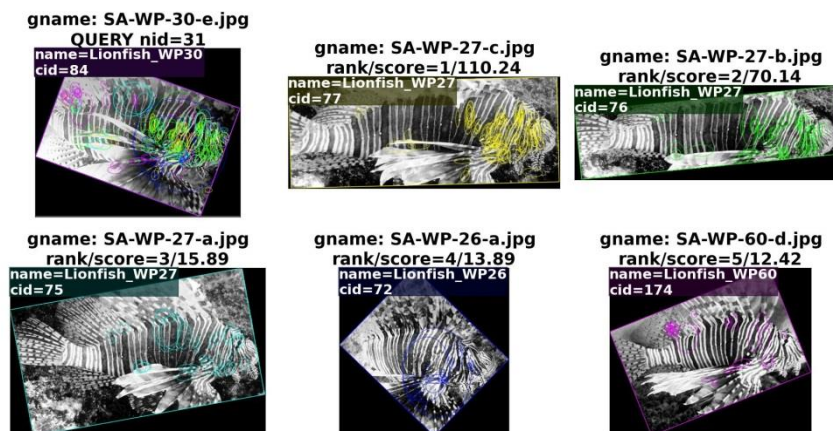 gname: SA-WP-30-e.jpg
QUERY nid=31
name=Lionfish_WP30
cid=84
gname: SA-WP-27-c.jpg
rank/score=1/110.24
name=Lionfish_WP27
cid=77
gname: SA-WP-27-b.jpg
rank/score=2/70.14
name=Lionfish_WP27
cid=76
gname: SA-WP-27-a.jpg
rank/score=3/15.89
name=Lionfish_WP27
cid=75
gname: SA-WP-26-a.jpg
rank/score=4/13.89
name=Lionfish_WP26
cid=72
gname: SA-WP-60-d.jpg
rank/score=5/12.42
name=Lionfish_WP60
cid=174